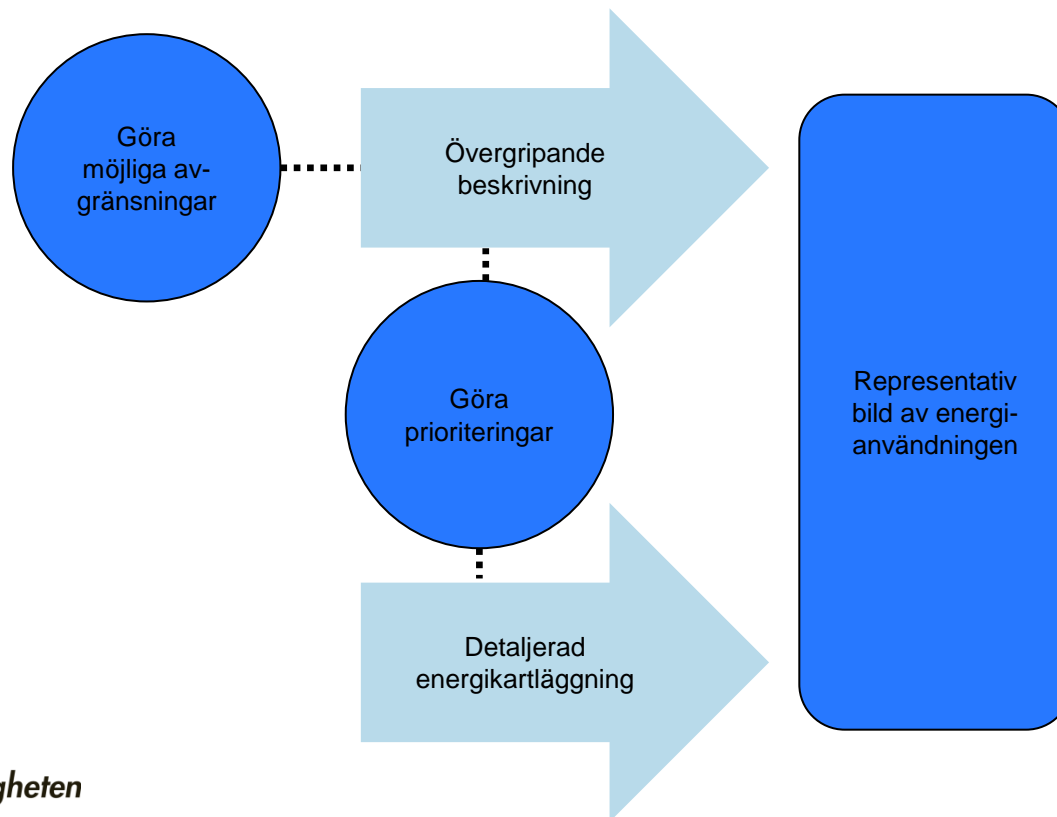 Göra
möjliga av-
gränsningar
Övergripande
beskrivning
Göra
prioriteringar
Representativ
bild av energi-
användningen
Detaljerad
energikartläggning
gheten